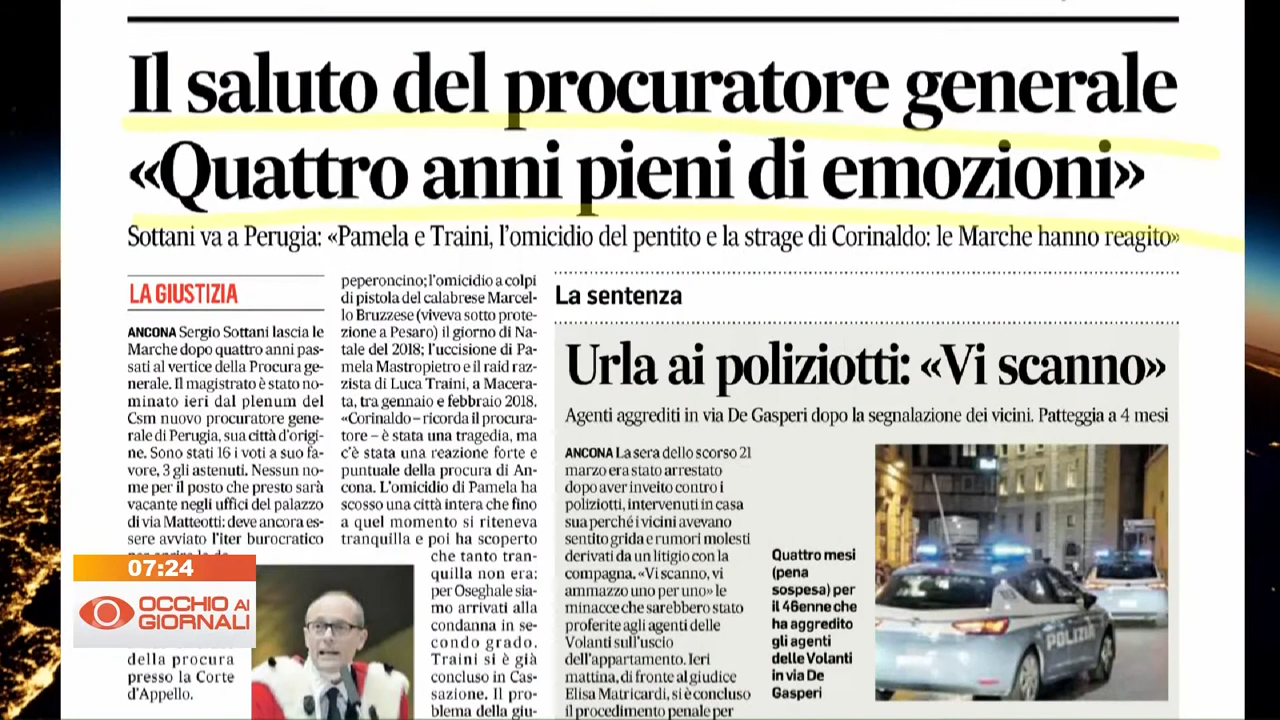 Il saluto del procuratore generale
«Quattro anni pieni di emozioni»
Sottani va a Perugia: «Pamela e Traini, l'omicidio del pentito e la strage di Corinaldo: le Marche hanno reagito»
LA GIUSTIZIA
ANCONA Sergio Sottani lascia le
Marche dopo quattro anni pas-
sati al vertice della Procura ge-
nerale. Il magistrato è stato no-
minato ieri dal plenum del
Csm nuovo procuratore gene-
rale di Perugia, sua città d'origi-
ne. Sono stati 16 i voti a suo fa-
vore, 3 gli astenuti. Nessun no-
me per il posto che presto sarà
vacante negli uffici del palazzo
di via Matteotti: deve ancora es-
sere avviato l'iter burocratico
della procura
presso la Corte
d'Appello.
peperoncino; l'omicidio a colpi
di pistola del calabrese Marcel-
lo Bruzzese (viveva sotto prote-
zione a Pesaro) il giorno di Na-
tale del 2018; l'uccisione di Pa-
mela Mastropietro e il raid raz-
zista di Luca Traini, a Macera-
ta, tra gennaio e febbraio 2018.
«Corinaldo – ricorda il procura-
tore – è stata una tragedia, ma
c'è stata una reazione forte e
puntuale della procura di An-
cona. L'omicidio di Pamela ha
scosso una città intera che fino
a quel momento si riteneva
tranquilla e poi ha scoperto
che tanto tran-
quilla non era:
per Oseghale sia-
mo arrivati alla
condanna in se-
condo grado.
Traini si è già
concluso in Cas-
sazione. Il pro-
blema della giu-
La sentenza
Urla ai poliziotti: «Vi scanno»
Agenti aggrediti in via De Gasperi dopo la segnalazione dei vicini. Patteggia a 4 mesi
ANCONA La sera dello scorso 21
marzo era stato arrestato
dopo aver inveito contro i
poliziotti, intervenuti in casa
sua perché i vicini avevano
sentito grida e rumori molesti
derivati da un litigio con la
compagna. «Vi scanno, vi
ammazzo uno per uno» le
minacce che sarebbero stato
proferite agli agenti delle
Volanti sull'uscio
dell'appartamento. Ieri
mattina, di fronte al giudice
Elisa Matricardi, si è concluso
il procedimento penale per
Quattro mesi
(pena
sospesa) per
il 46enne che
ha aggredito
gli agenti
delle Volanti
in via De
Gasperi
POLIZIA
07:24
OCCHIO AI
GIORNALI